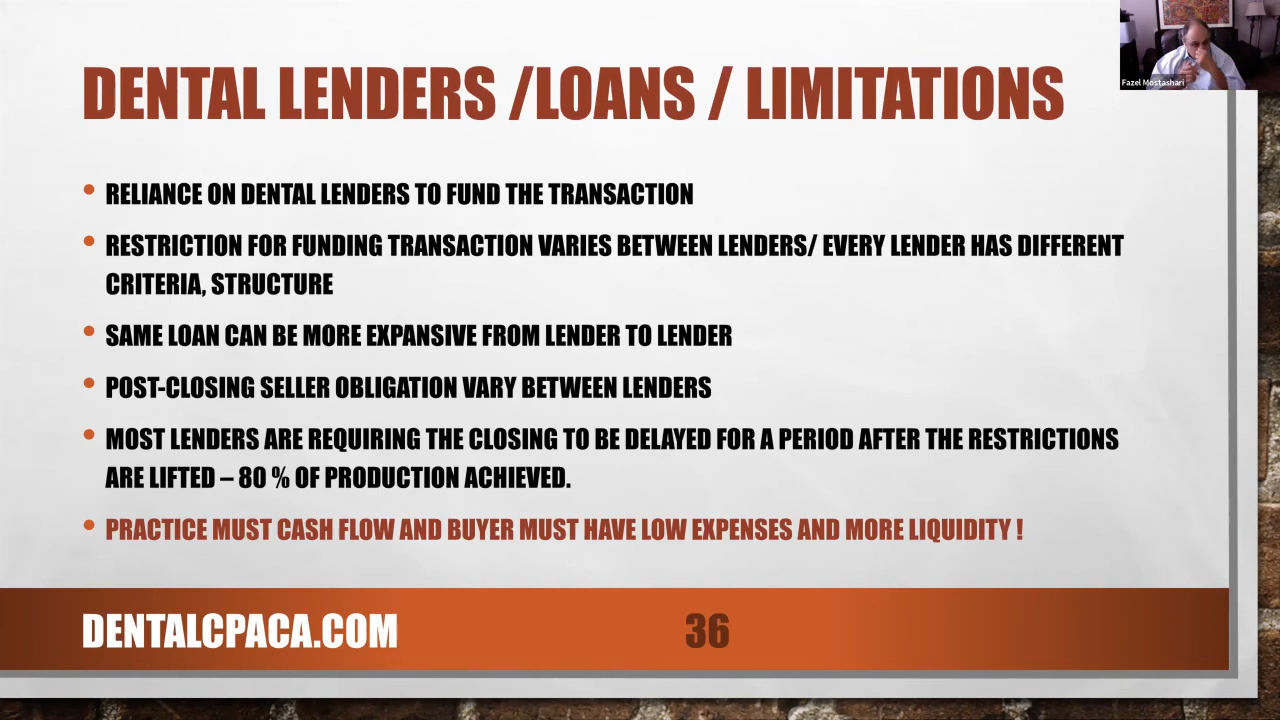 DENTAL LENDERS /LOANS / LIMITATIONS
Fazel Mostashari
• RELIANCE ON DENTAL LENDERS TO FUND THE TRANSACTION
• RESTRICTION FOR FUNDING TRANSACTION VARIES BETWEEN LENDERS/ EVERY LENDER HAS DIFFERENT
CRITERIA, STRUCTURE
• SAME LOAN CAN BE MORE EXPANSIVE FROM LENDER TO LENDER
• POST-CLOSING SELLER OBLIGATION VARY BETWEEN LENDERS
• MOST LENDERS ARE REQUIRING THE CLOSING TO BE DELAYED FOR A PERIOD AFTER THE RESTRICTIONS
ARE LIFTED – 80 % OF PRODUCTION ACHIEVED.
• PRACTICE MUST CASH FLOW AND BUYER MUST HAVE LOW EXPENSES AND MORE LIQUIDITY !
DENTALCPACA.COM
36